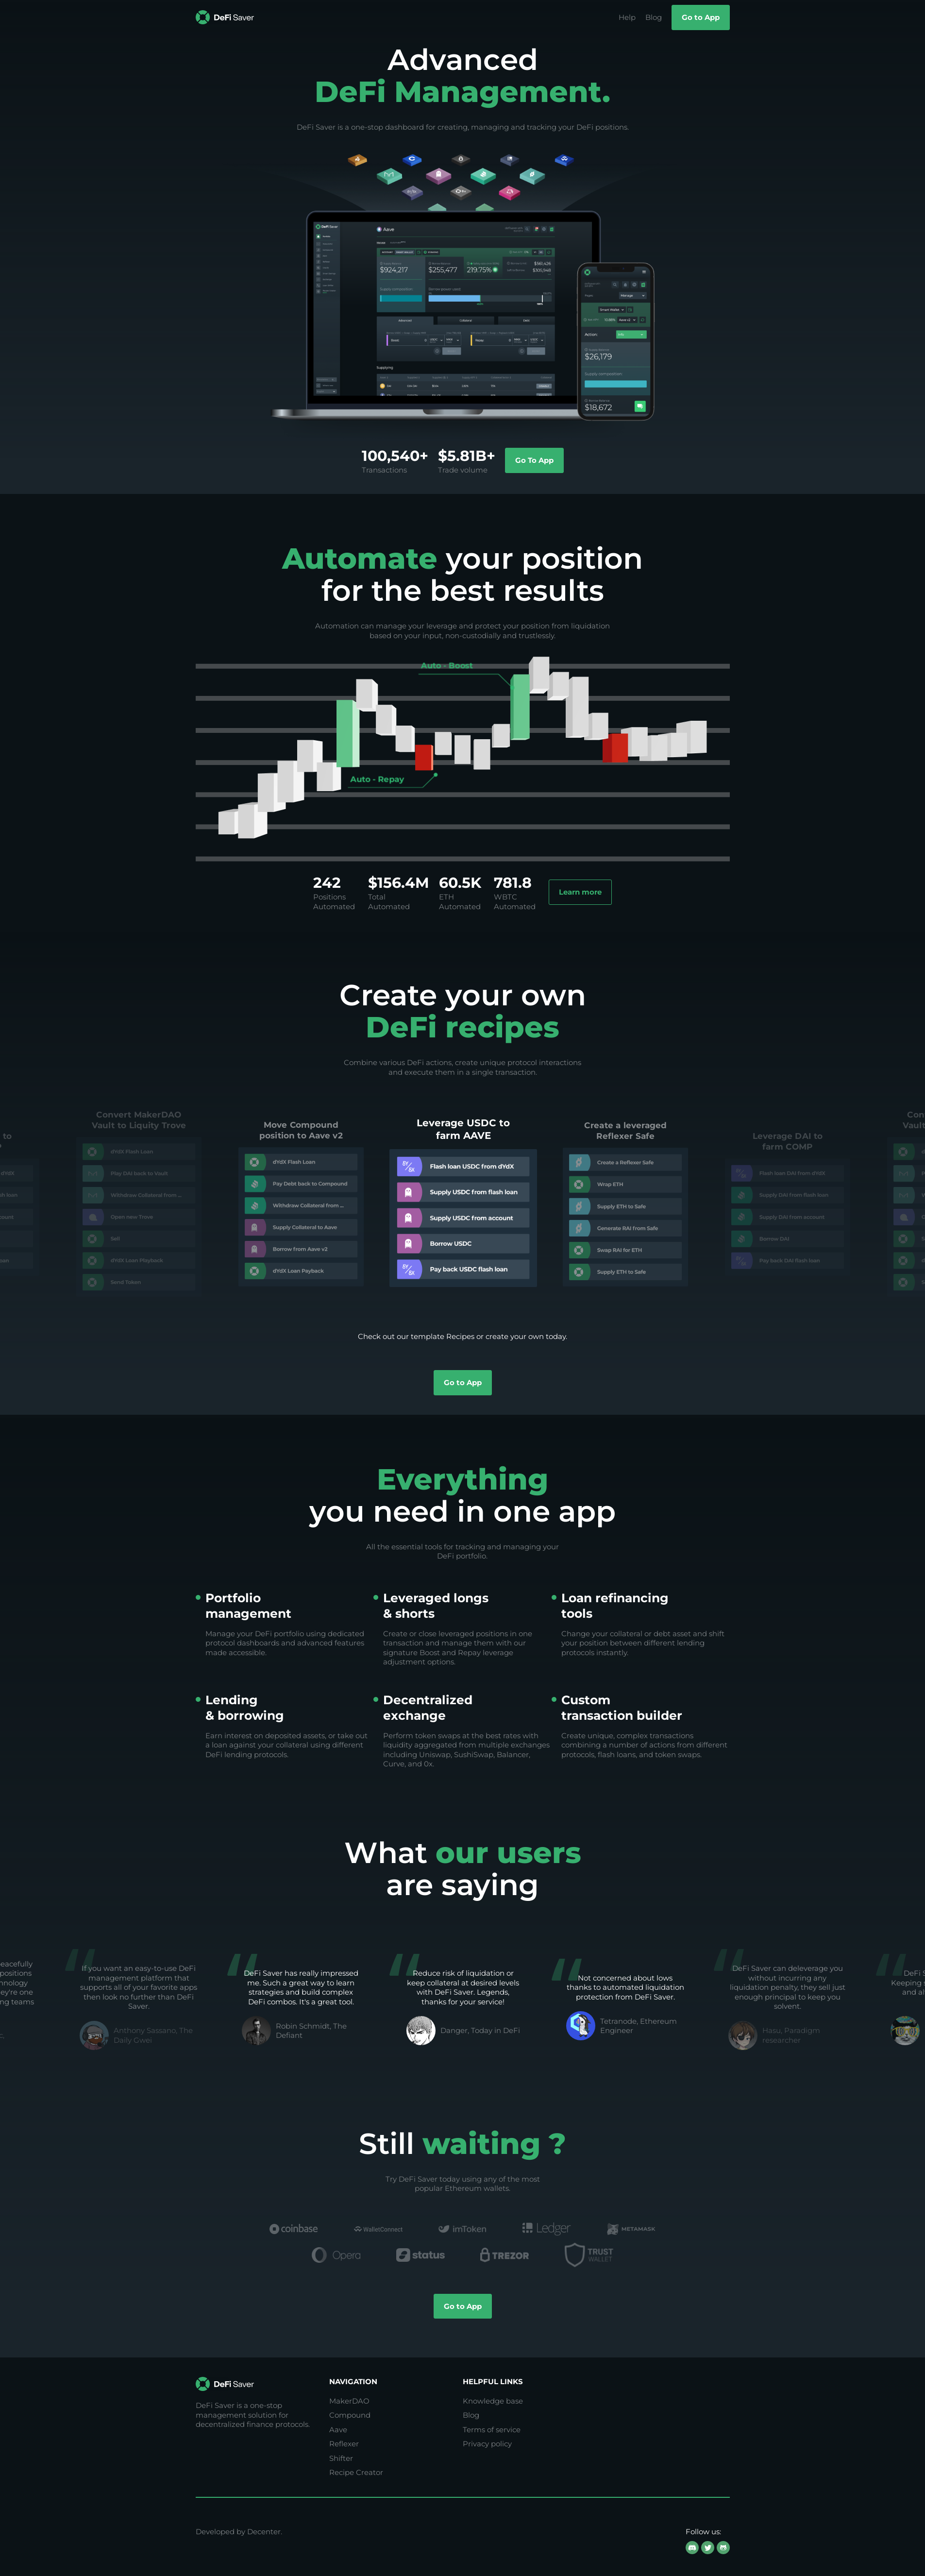 DeFi Saver
Help Blog Go to App
Advanced
DeFi Management.
DeFi Saver is a one-stop dashboard for creating, managing and tracking your DeFi positions.
DeFi Saver
Aave
$924,217
$255,477
219.75%
Manage
Smart Wallet
Action:
$26,179
$18,672
100,540+
Transactions
$5.81B+
Trade volume
Go To App
Automate your position
for the best results
Automation can manage your leverage and protect your position from liquidation
based on your input, non-custodially and trustlessly.
Auto - Boost
Auto - Repay
242
Positions
Automated
$156.4M
Total
Automated
60.5K
ETH
Automated
781.8
WBTC
Automated
Learn more
Create your own
DeFi recipes
Combine various DeFi actions, create unique protocol interactions
and execute them in a single transaction.
Convert MakerDAO
Vault to Liquity Trove
dYdX Flash Loan
Pay DAI back to Vault
Withdraw Collateral from ...
Open new Trove
Sell
dYdX Loan Payback
Send Token
Move Compound
position to Aave v2
dYdX Flash Loan
Pay Debt back to Compound
Withdraw Collateral from ...
Supply Collateral to Aave
Borrow from Aave v2
dYdX Loan Payback
Leverage USDC to
farm AAVE
Flash loan USDC from dYdX
Supply USDC from flash loan
Supply USDC from account
Borrow USDC
Pay back USDC flash loan
Create a leveraged
Reflexer Safe
Create a Reflexer Safe
Wrap ETH
Supply ETH to Safe
Generate RAI from Safe
Swap RAI for ETH
Supply ETH to Safe
Leverage DAI to
farm COMP
Flash loan DAI from dYdX
Supply DAI from flash loan
Supply DAI from account
Borrow DAI
Pay back DAI flash loan
Check out our template Recipes or create your own today.
Go to App
Everything
you need in one app
All the essential tools for tracking and managing your
DeFi portfolio.
Portfolio
management
Manage your DeFi portfolio using dedicated
protocol dashboards and advanced features
made accessible.
Leveraged longs
& shorts
Create or close leveraged positions in one
transaction and manage them with our
signature Boost and Repay leverage
adjustment options.
Loan refinancing
tools
Change your collateral or debt asset and shift
your position between different lending
protocols instantly.
Lending
& borrowing
Earn interest on deposited assets, or take out
a loan against your collateral using different
DeFi lending protocols.
Decentralized
exchange
Perform token swaps at the best rates with
liquidity aggregated from multiple exchanges
including Uniswap, SushiSwap, Balancer,
Curve, and 0x.
Custom
transaction builder
Create unique, complex transactions
combining a number of actions from different
protocols, flash loans, and token swaps.
What our users
are saying
If you want an easy-to-use DeFi
management platform that
supports all of your favorite apps
then look no further than DeFi
Saver.
Anthony Sassano, The
Daily Gwei
DeFi Saver has really impressed
me. Such a great way to learn
strategies and build complex
DeFi combos. It's a great tool.
Robin Schmidt, The
Defiant
Reduce risk of liquidation or
keep collateral at desired levels
with DeFi Saver. Legends,
thanks for your service!
Danger, Today in DeFi
Not concerned about lows
thanks to automated liquidation
protection from DeFi Saver.
Tetranode, Ethereum
Engineer
DeFi Saver can deleverage you
without incurring any
liquidation penalty, they sell just
enough principal to keep you
solvent.
Hasu, Paradigm
researcher
Still waiting ?
Try DeFi Saver today using any of the most
popular Ethereum wallets.
coinbase
WalletConnect
imToken
Ledger
METAMASK
Opera
status
TREZOR
TRUST
WALLET
Go to App
DeFi Saver
DeFi Saver is a one-stop
management solution for
decentralized finance protocols.
NAVIGATION
MakerDAO
Compound
Aave
Reflexer
Shifter
Recipe Creator
HELPFUL LINKS
Knowledge base
Blog
Terms of service
Privacy policy
Developed by Decenter.
Follow us: